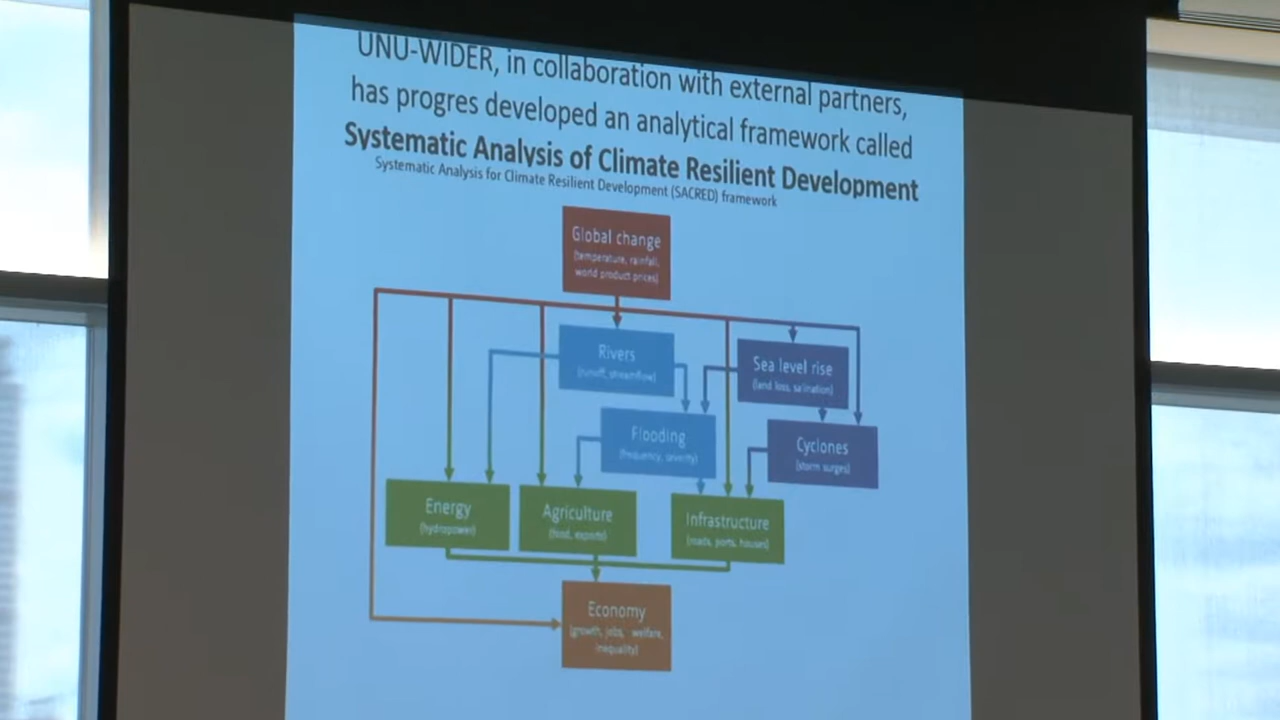 UNU-WIDER, in collaboration with external partners,
has progres developed an analytical framework called
Systematic Analysis of Climate Resilient Development
Systematic Analysis for Climate Resilient Development (SACRED) framework
Global change
(temperature, rainfall,
world product prices)
Rivers
(runoff, streamflow)
Sea level rise
(land loss, salination)
Flooding
(frequency, severity)
Cyclones
(storm surges)
Energy
(hydropower)
Agriculture
(food, exports)
Infrastructure
(roads, ports, houses)
Economy
(growth, jobs, welfare,
inequality)